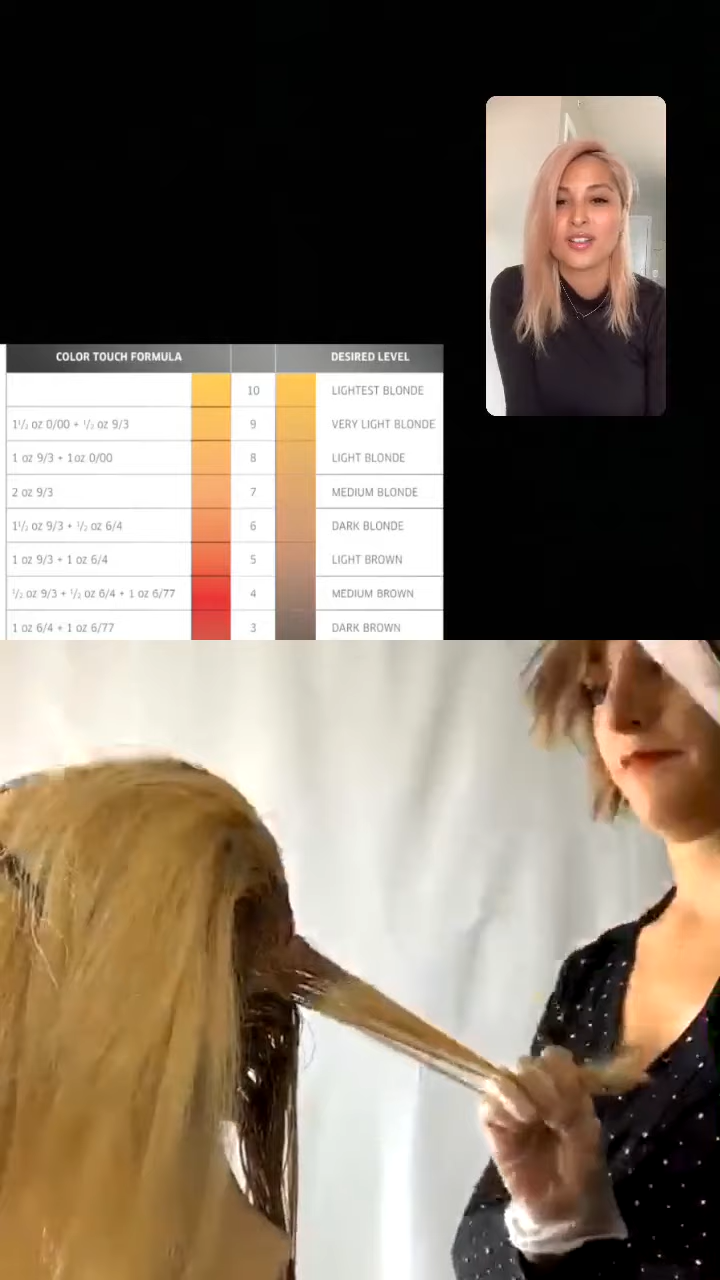 COLOR TOUCH FORMULA DESIRED LEVEL
10 LIGHTEST BLONDE
1 1/2 oz 0/00 + 1/2 oz 9/3 9 VERY LIGHT BLONDE
1 oz 9/3 + 1oz 0/00 8 LIGHT BLONDE
2 oz 9/3 7 MEDIUM BLONDE
1 1/2 oz 9/3 + 1/2 oz 6/4 6 DARK BLONDE
1 oz 9/3 + 1 oz 6/4 5 LIGHT BROWN
1/2 oz 9/3 + 1/2 oz 6/4 + 1 oz 6/77 4 MEDIUM BROWN
1 oz 6/4 + 1 oz 6/77 3 DARK BROWN